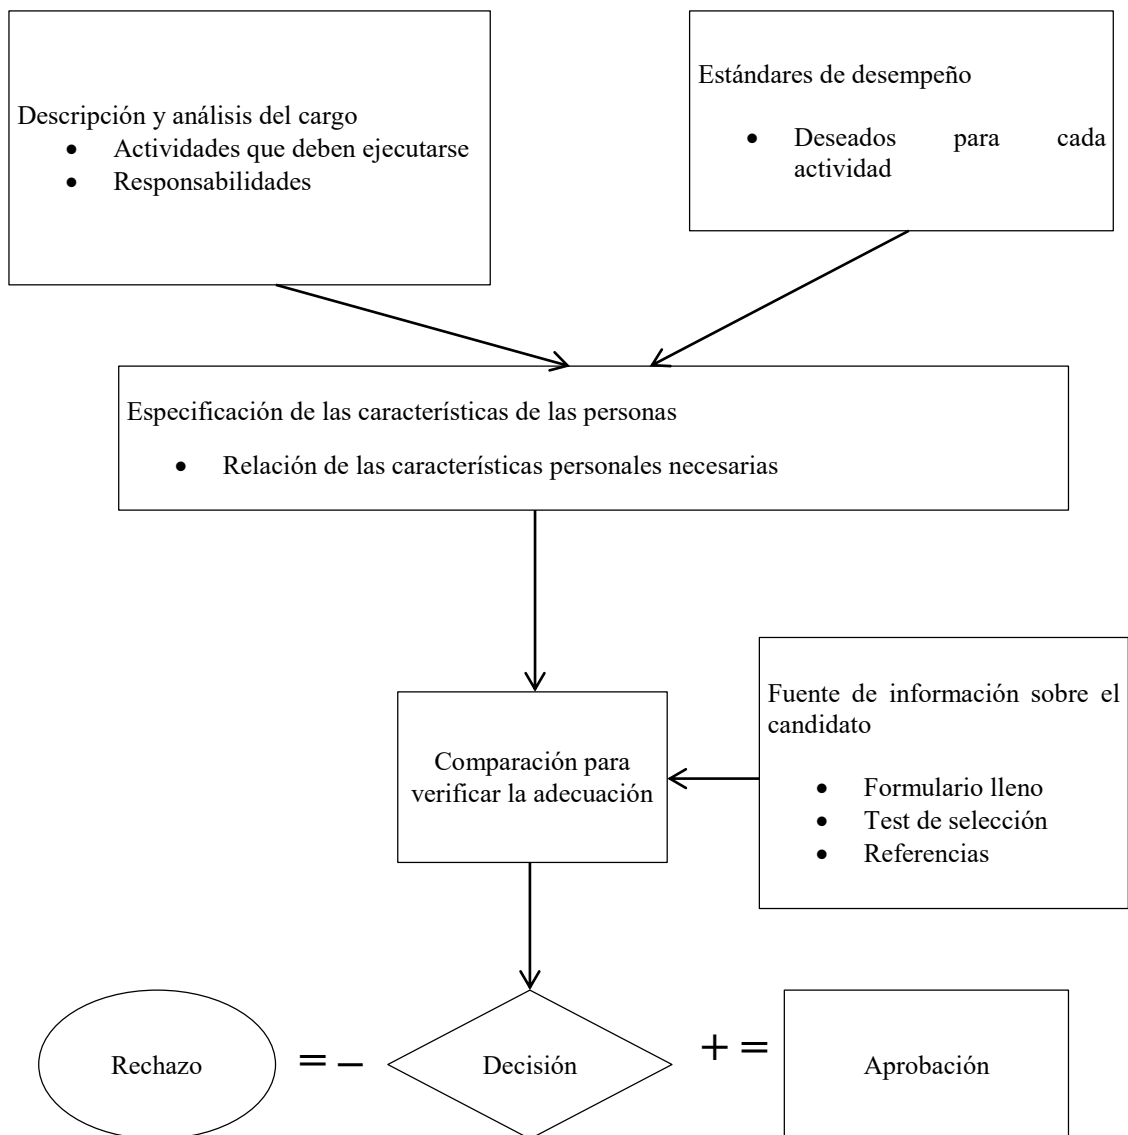 Descripción y análisis del cargo
• Actividades que deben ejecutarse
• Responsabilidades
Estándares de desempeño
• Deseados para cada
actividad
Especificación de las características de las personas
• Relación de las características personales necesarias
Comparación para
verificar la adecuación
Fuente de información sobre el
candidato
• Formulario lleno
• Test de selección
• Referencias
Rechazo
= –
Decisión
+ =
Aprobación